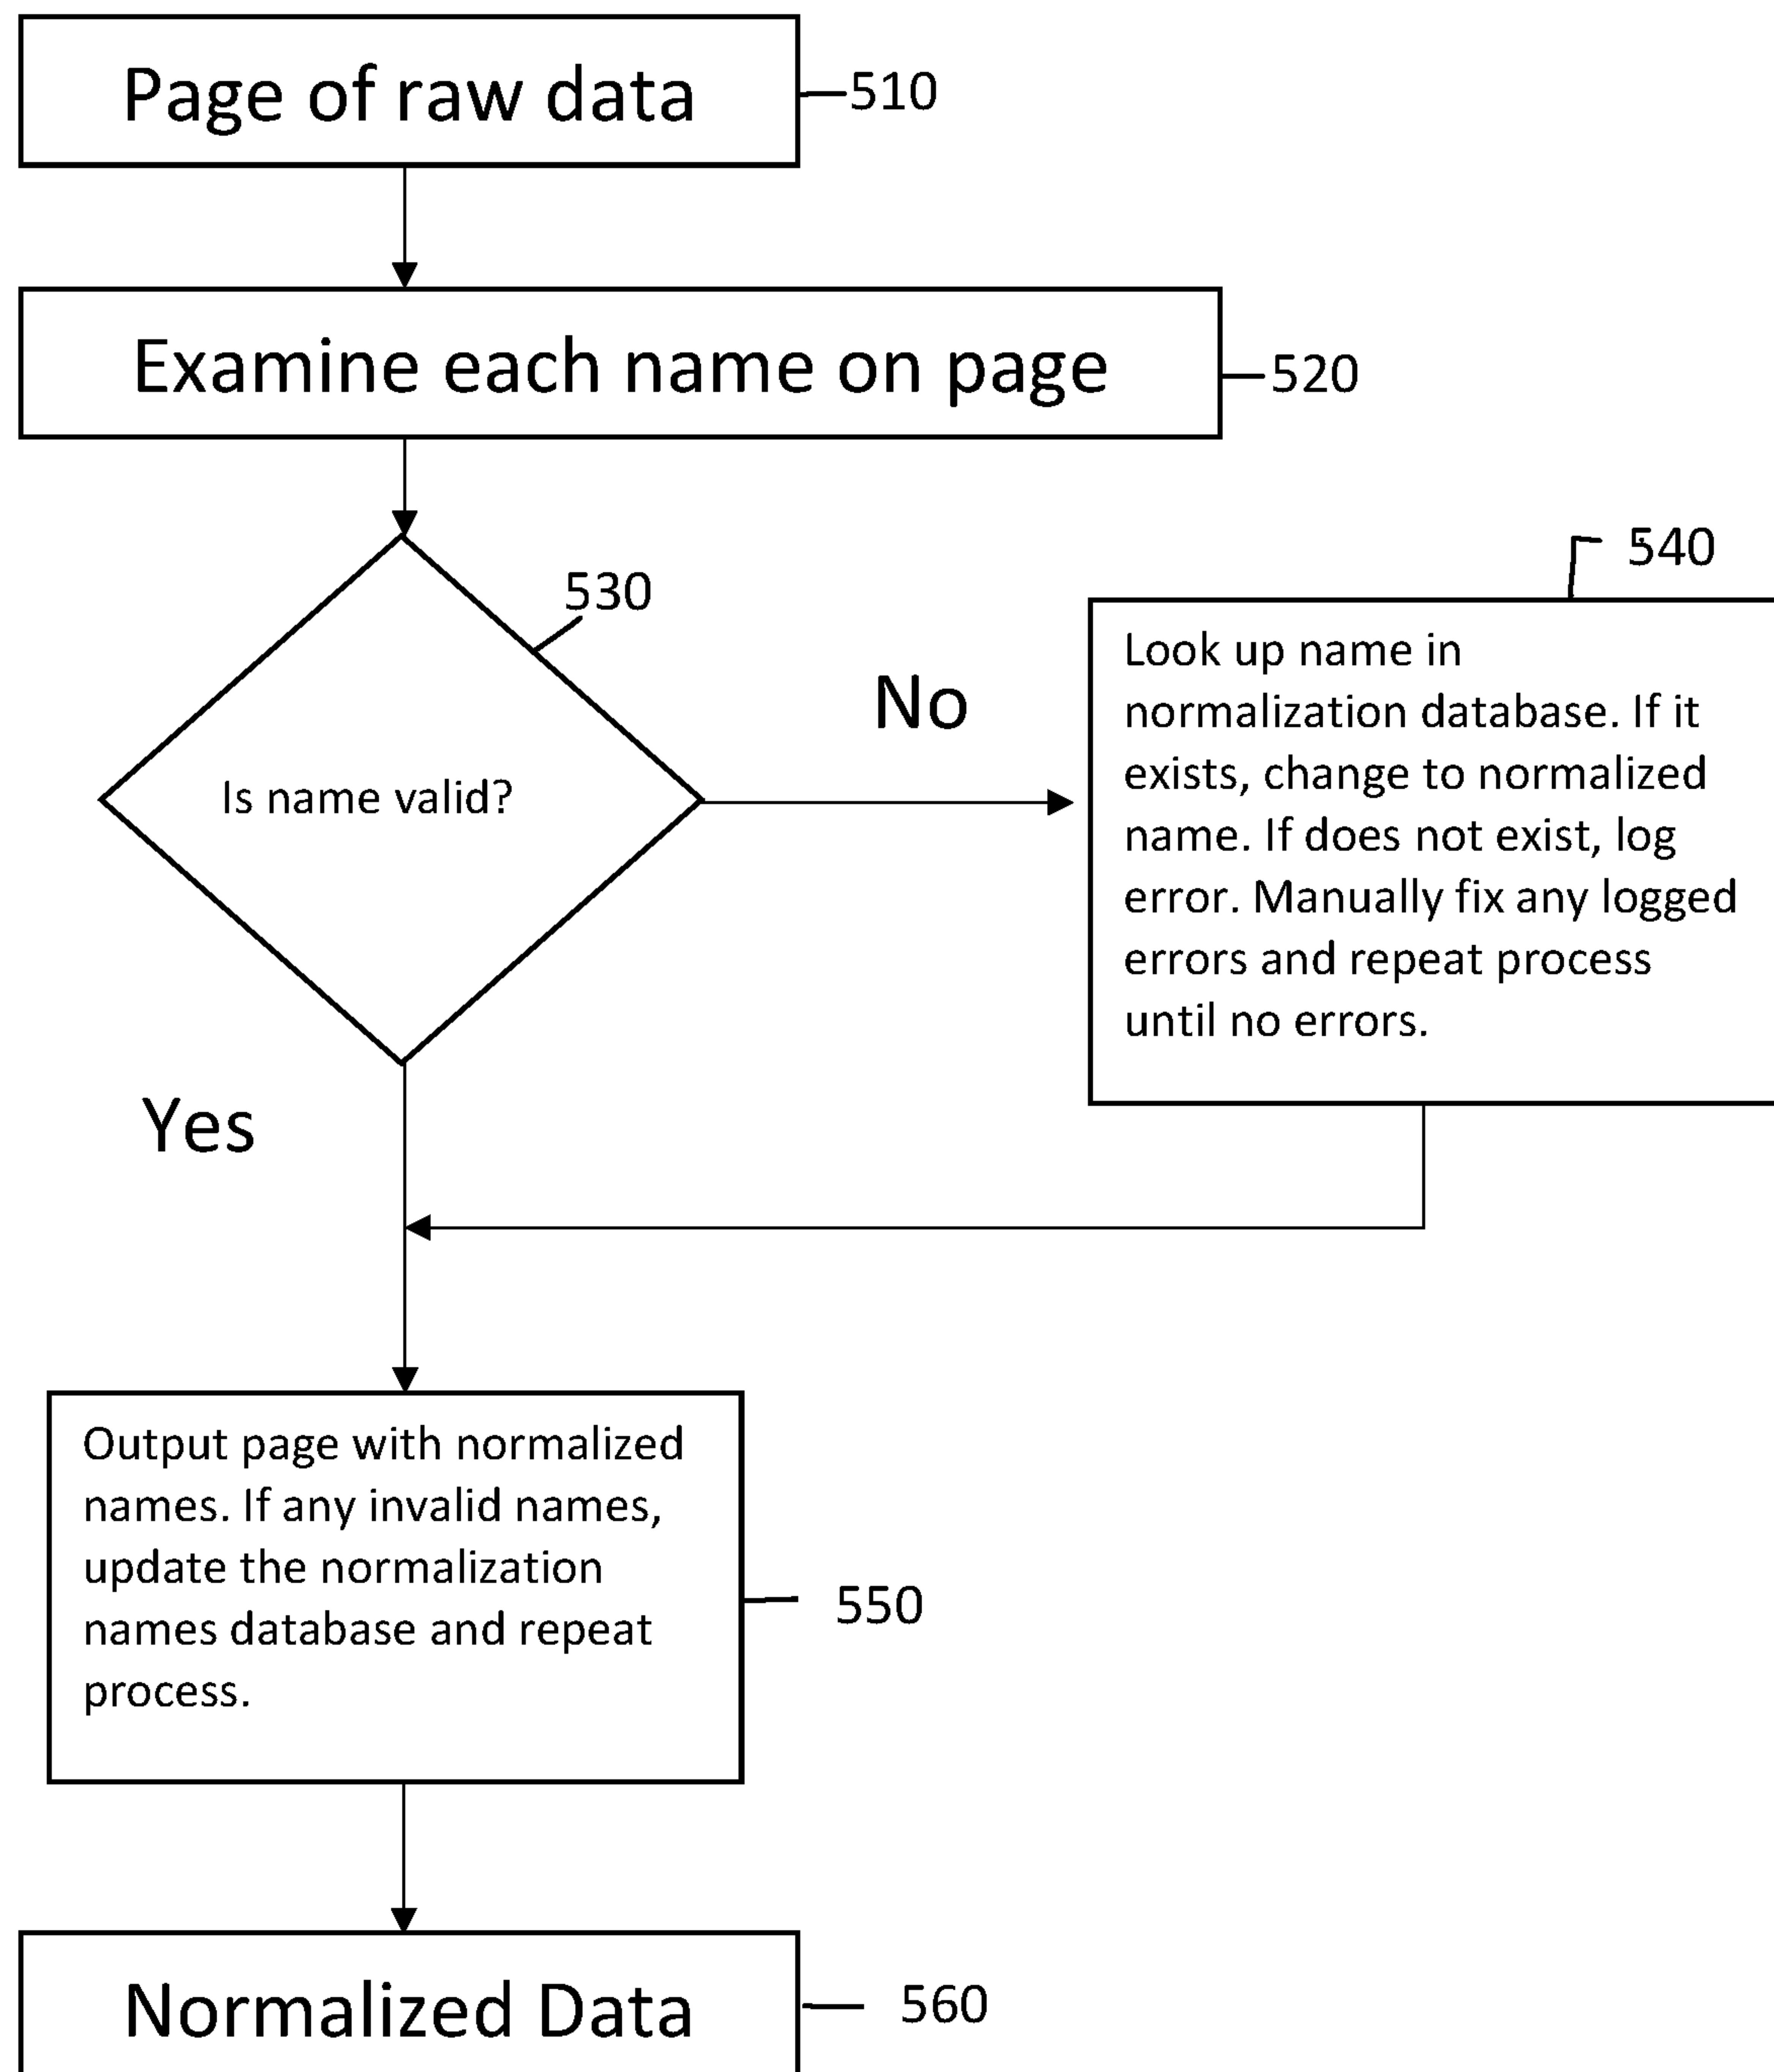 Page of raw data
510
Examine each name on page
520
530
Is name valid?
No
540
Look up name in
normalization database. If it
exists, change to normalized
name. If does not exist, log
error. Manually fix any logged
errors and repeat process
until no errors.
Yes
Output page with normalized
names. If any invalid names,
update the normalization
names database and repeat
process.
550
Normalized Data
560